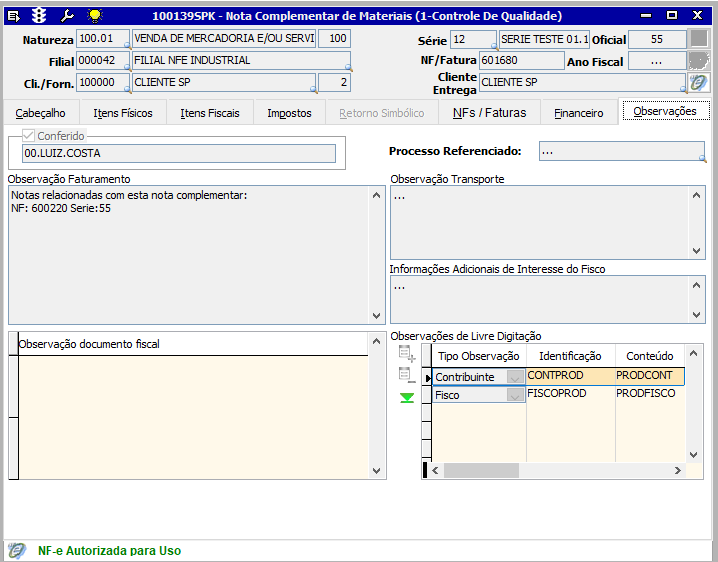 100139SPK - Nota Complementar de Materiais (1-Controle De Qualidade)
Natureza 100.01 VENDA DE MERCADORIA E/OU SERVI 100 Série 12 SERIE TESTE 01.1 Oficial 55
Filial 000042 FILIAL NFE INDUSTRIAL NF/Fatura 601680 Ano Fiscal ...
Cli./Forn. 100000 CLIENTE SP 2 Cliente Entrega CLIENTE SP
Cabeçalho Itens Físicos Itens Fiscais Impostos Retorno Simbólico NFs / Faturas Financeiro Observações
Conferido
00.LUIZ.COSTA
Processo Referenciado: ...
Observação Faturamento
Notas relacionadas com esta nota complementar:
NF: 600220 Serie:55
Observação Transporte
...
Informações Adicionais de Interesse do Fisco
...
Observação documento fiscal
Observações de Livre Digitação
Tipo Observação Identificação Conteúdo
Contribuinte CONTPROD PRODCONT
Fisco FISCOPROD PRODFISCO
NF-e Autorizada para Uso